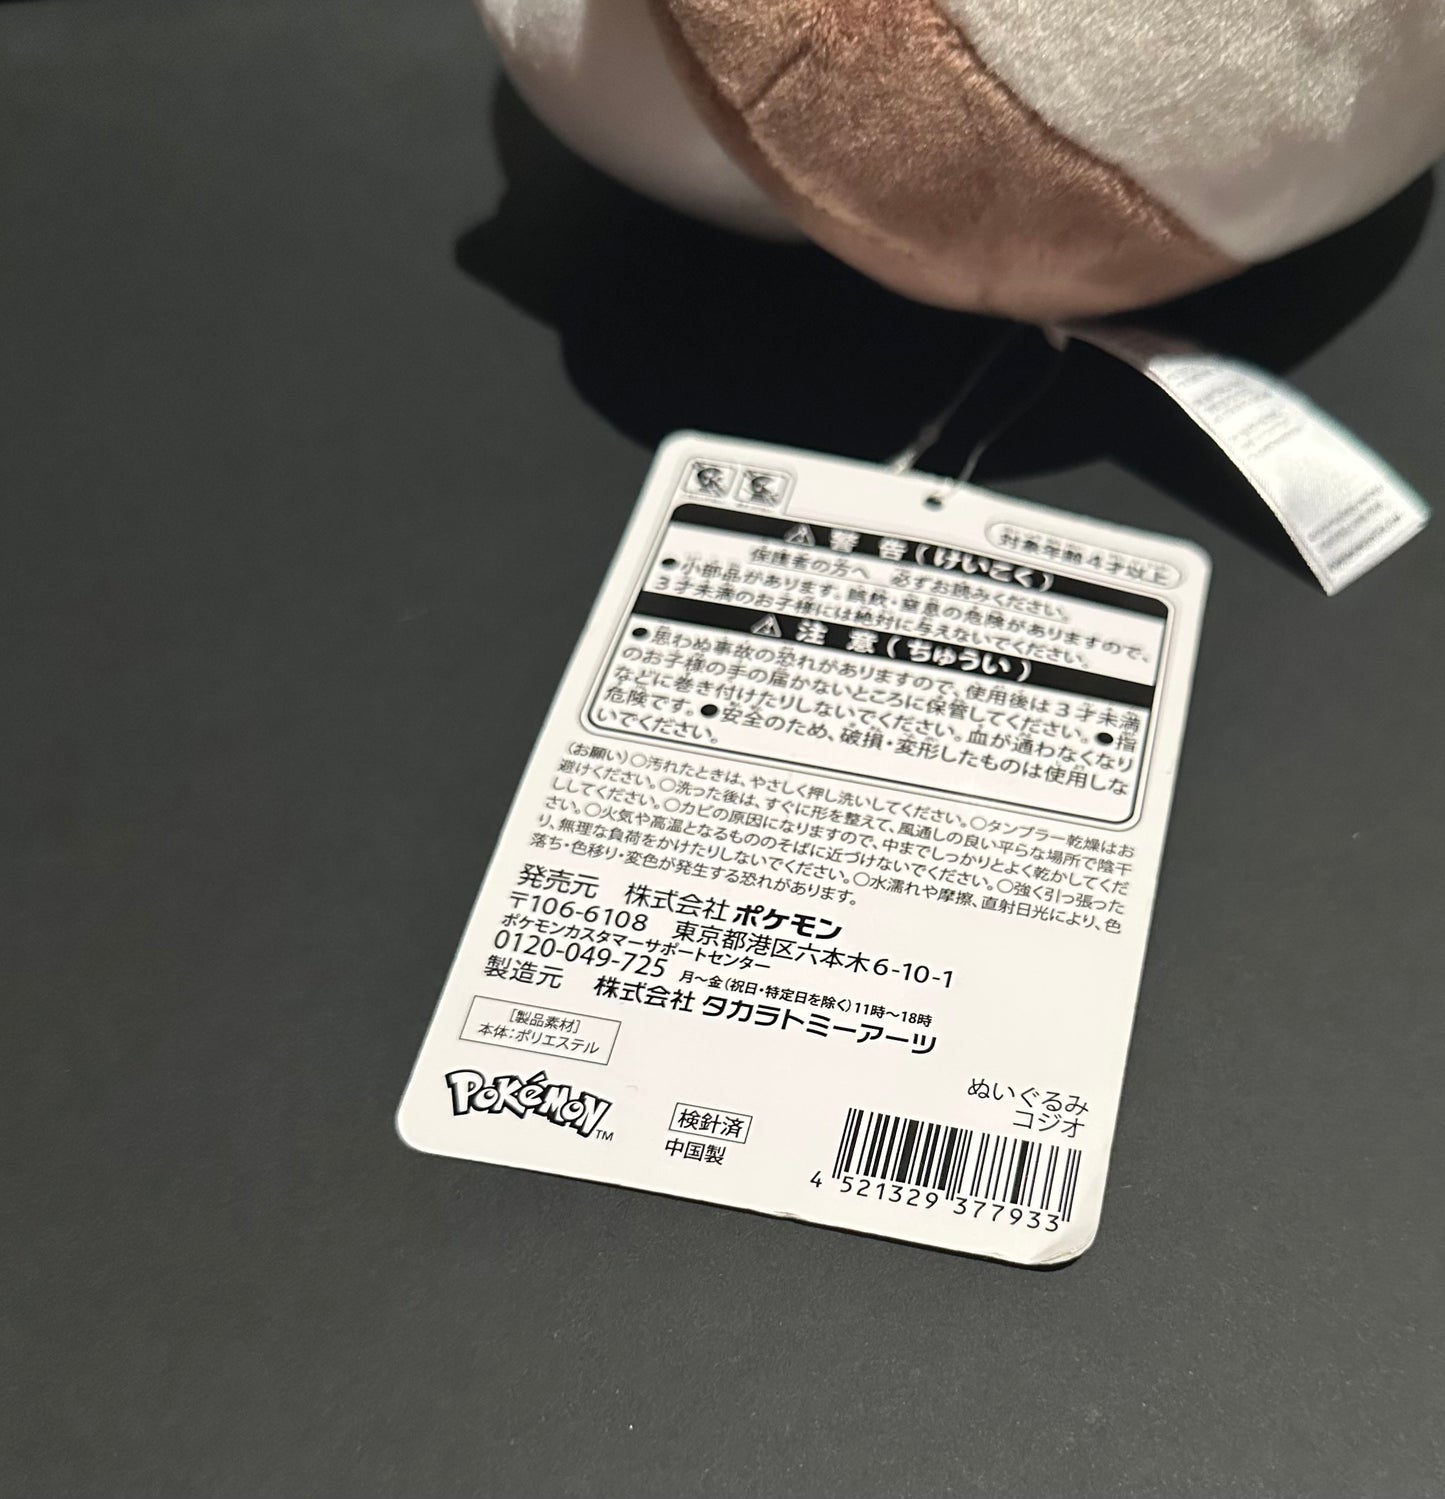 対象年齢4才以上
警告(けいこく)
保護者の方へ 必ずお読みください。
●小部品があります。誤飲・窒息の危険がありますので、
3才未満のお子様には絶対に与えないでください。
注意(ちゅうい)
●思わぬ事故の恐れがありますので、使用後は3才未満
のお子様の手の届かないところに保管してください。●指
などに巻き付けたりしないでください。血が通わなくなり
危険です。●安全のため、破損・変形したものは使用しな
いでください。
(お願い)○汚れたときは、やさしく押し洗いしてください。○タンブラー乾燥はお
避けください。○洗った後は、すぐに形を整えて、風通しの良い平らな場所で陰干
ししてください。○カビの原因になりますので、中までしっかりとよく乾かしてくだ
さい。○火気や高温となるもののそばに近づけないでください。○強く引っ張った
り、無理な負荷をかけたりしないでください。○水濡れや摩擦、直射日光により、色
落ち・色移り・変色が発生する恐れがあります。
発売元 株式会社ポケモン
〒106-6108 東京都港区六本木6-10-1
ポケモンカスタマーサポートセンター
0120-049-725 月〜金(祝日・特定日を除く)11時〜18時
製造元 株式会社タカラトミーアーツ
[製品素材]
本体:ポリエステル
POKéMON™
検針済
中国製
ぬいぐるみ
コジオ
4 521329 377933